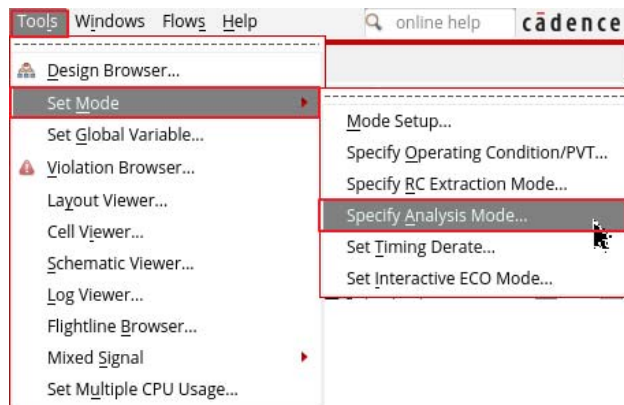 Tools Windows Flows Help online help cādence
Design Browser...
Set Mode
Set Global Variable...
Violation Browser...
Layout Viewer...
Cell Viewer...
Schematic Viewer...
Log Viewer...
Flightline Browser...
Mixed Signal
Set Multiple CPU Usage...
Mode Setup...
Specify Operating Condition/PVT...
Specify RC Extraction Mode...
Specify Analysis Mode...
Set Timing Derate...
Set Interactive ECO Mode...